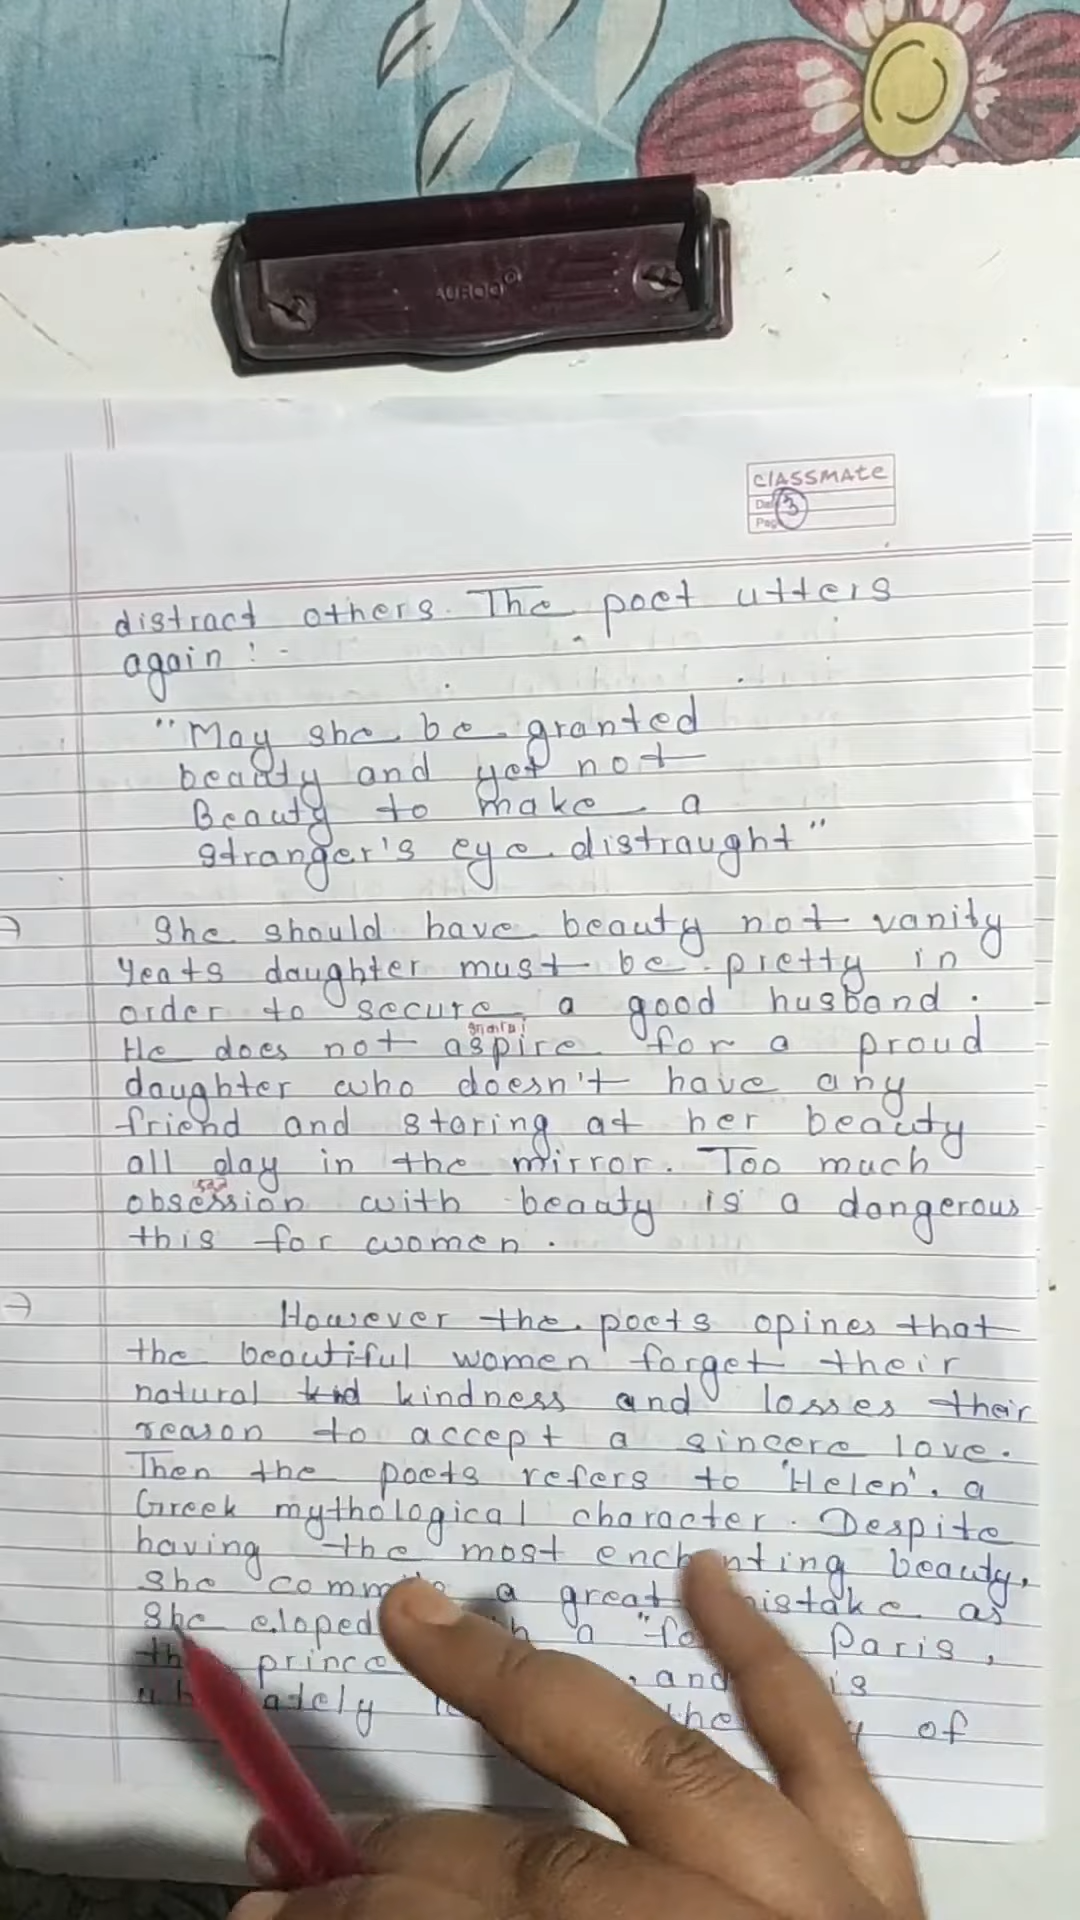 AUROO
CLASSMATE
Date
Page
3
distract others. The poet utters
again :-
"May she be granted
beauty and yet not
Beauty to make a
stranger's eye distraught"
→ She should have beauty not vanity
Yeats daughter must be pretty in
order to secure a good husband.
He does not aspire for a proud
daughter who doesn't have any
friend and staring at her beauty
all day in the mirror. Too much
obsession with beauty is a dangerous
this for women.
→ However the poets opines that
the beautiful women forget their
natural kindness and losses their
reason to accept a sincere love.
Then the poets refers to 'Helen', a
Greek mythological character. Despite
having the most enchanting beauty,
she a great mistake as
she eloped a Paris,
prince and
of